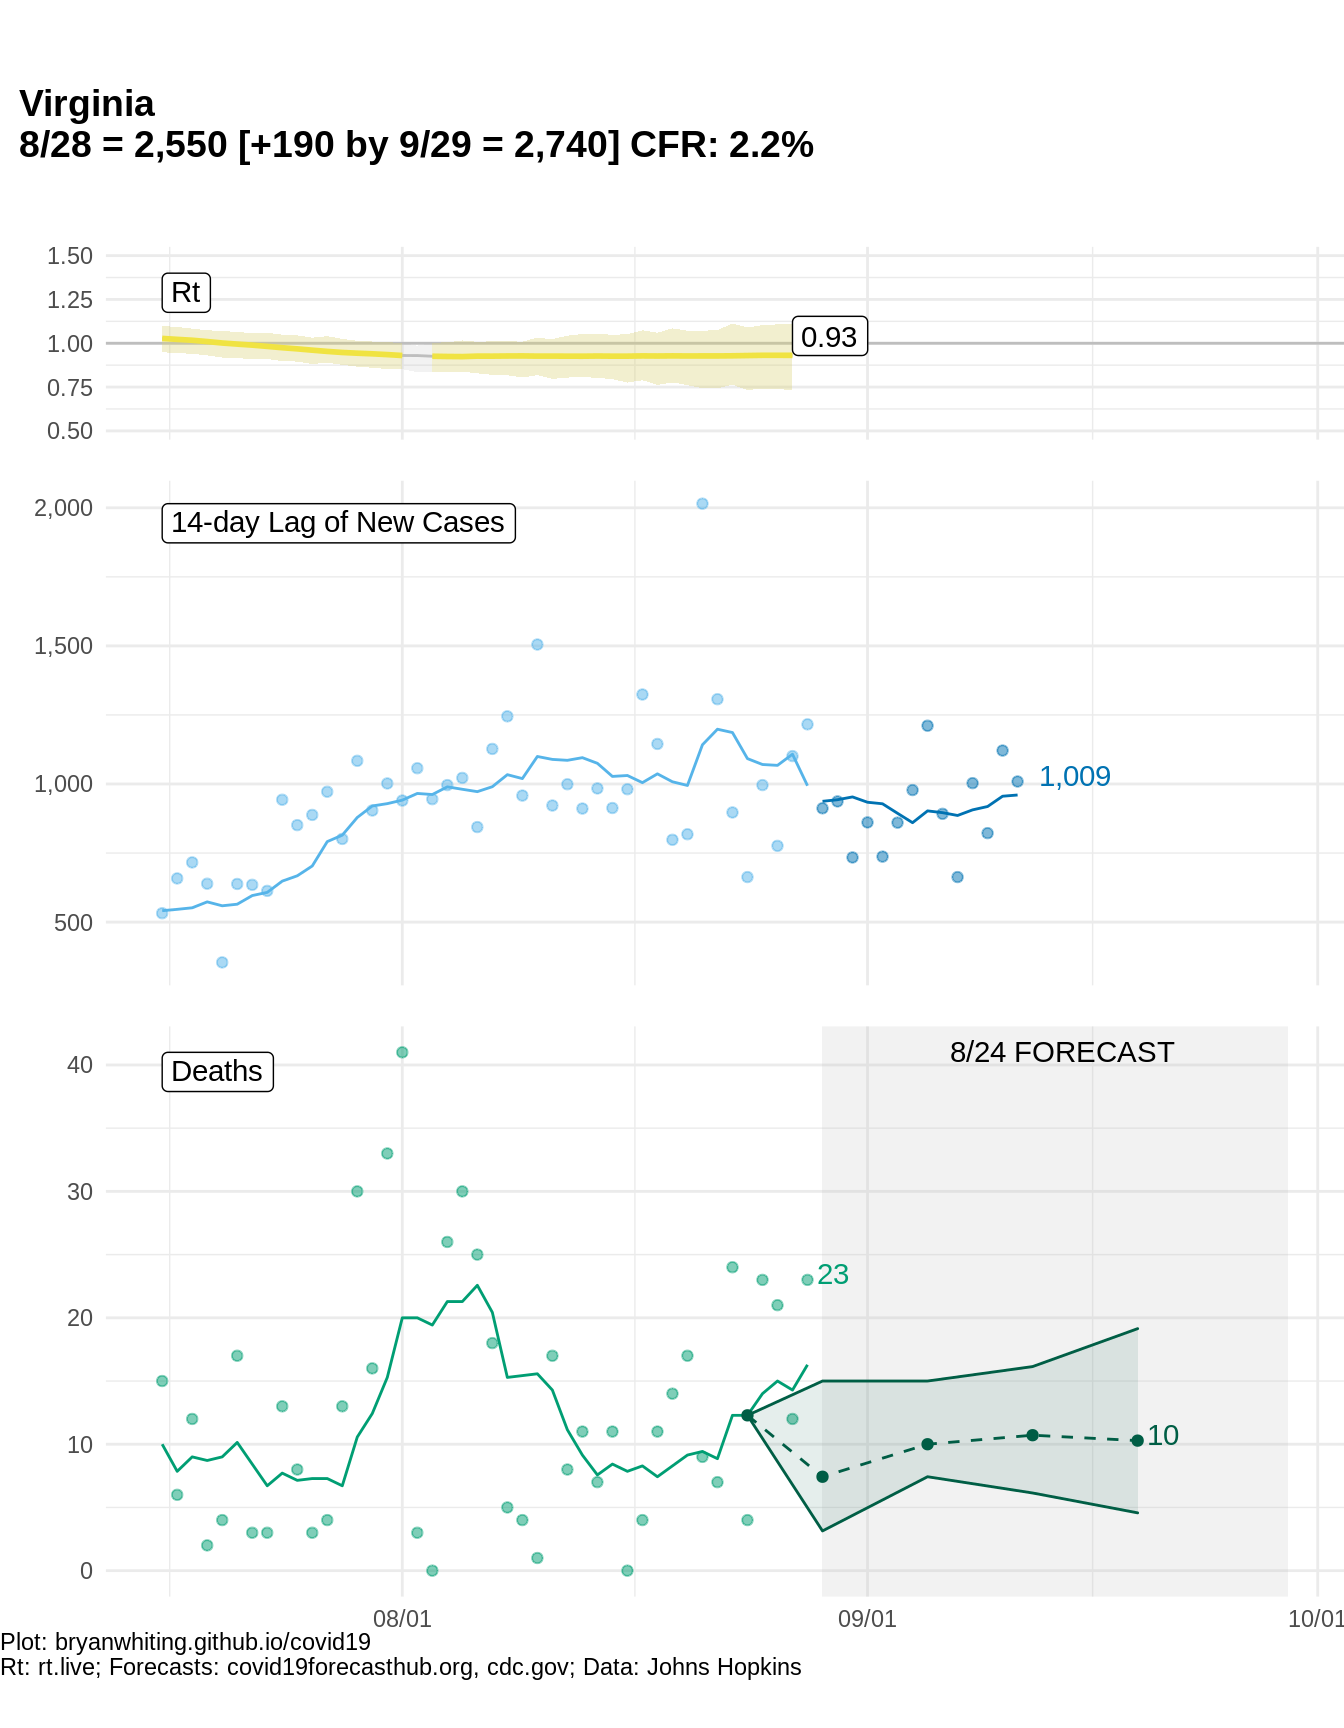 Virginia
8/28 = 2,550 [+190 by 9/29 = 2,740] CFR: 2.2%
1.50
1.25
1.00
0.75
0.50
Rt
0.93
2,000
1,500
1,000
500
14-day Lag of New Cases
1,009
40
30
20
10
0
Deaths
8/24 FORECAST
23
10
08/01
09/01
10/01
Plot: bryanwhiting.github.io/covid19
Rt: rt.live; Forecasts: covid19forecasthub.org, cdc.gov; Data: Johns Hopkins